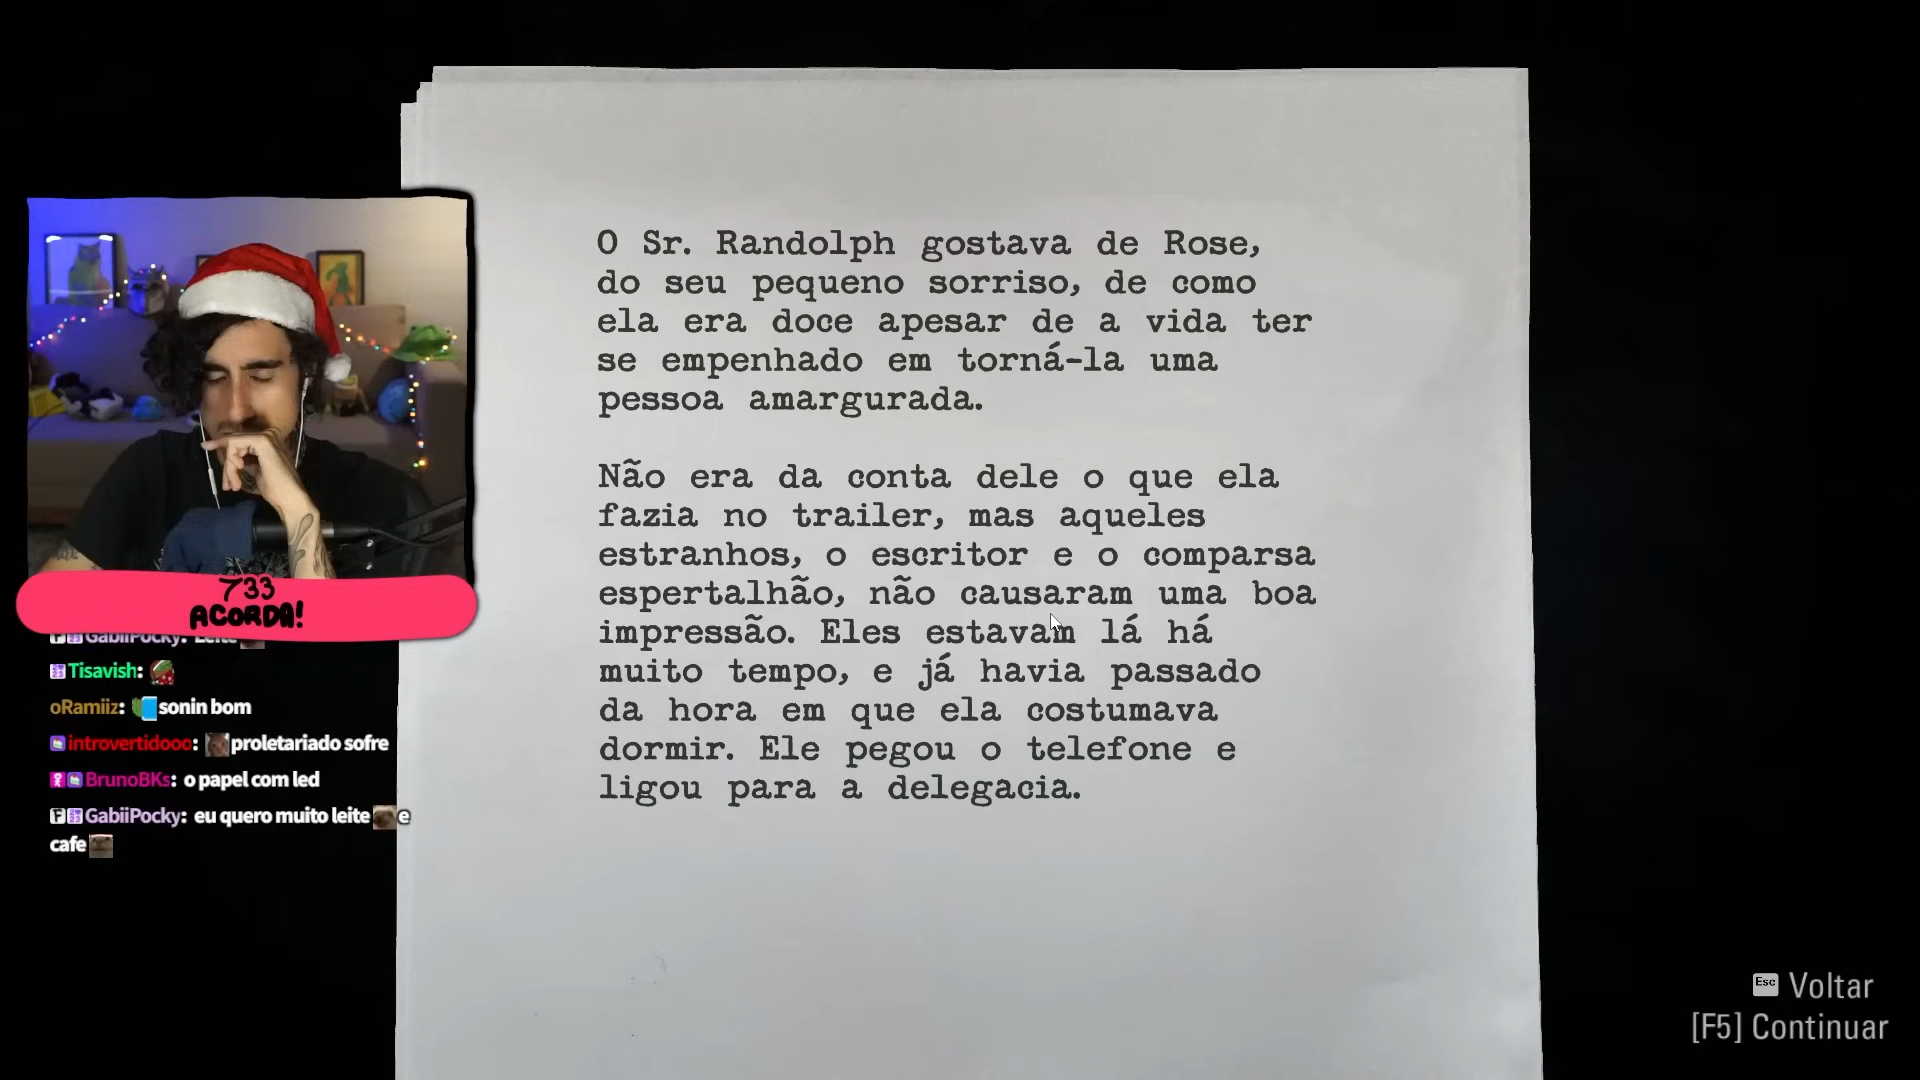 O Sr. Randolph gostava de Rose,
do seu pequeno sorriso, de como
ela era doce apesar de a vida ter
se empenhado em torná-la uma
pessoa amargurada.
Não era da conta dele o que ela
fazia no trailer, mas aqueles
estranhos, o escritor e o comparsa
espertalhão, não causaram uma boa
impressão. Eles estavam lá há
muito tempo, e já havia passado
da hora em que ela costumava
dormir. Ele pegou o telefone e
ligou para a delegacia.
733
ACORDA!
GabiiPocky: Leite
Tisavish:
oRamiiz: sonin bom
introvertidooo: proletariado sofre
BrunoBKs: o papel com led
GabiiPocky: eu quero muito leite e
cafe
Esc Voltar
[F5] Continuar